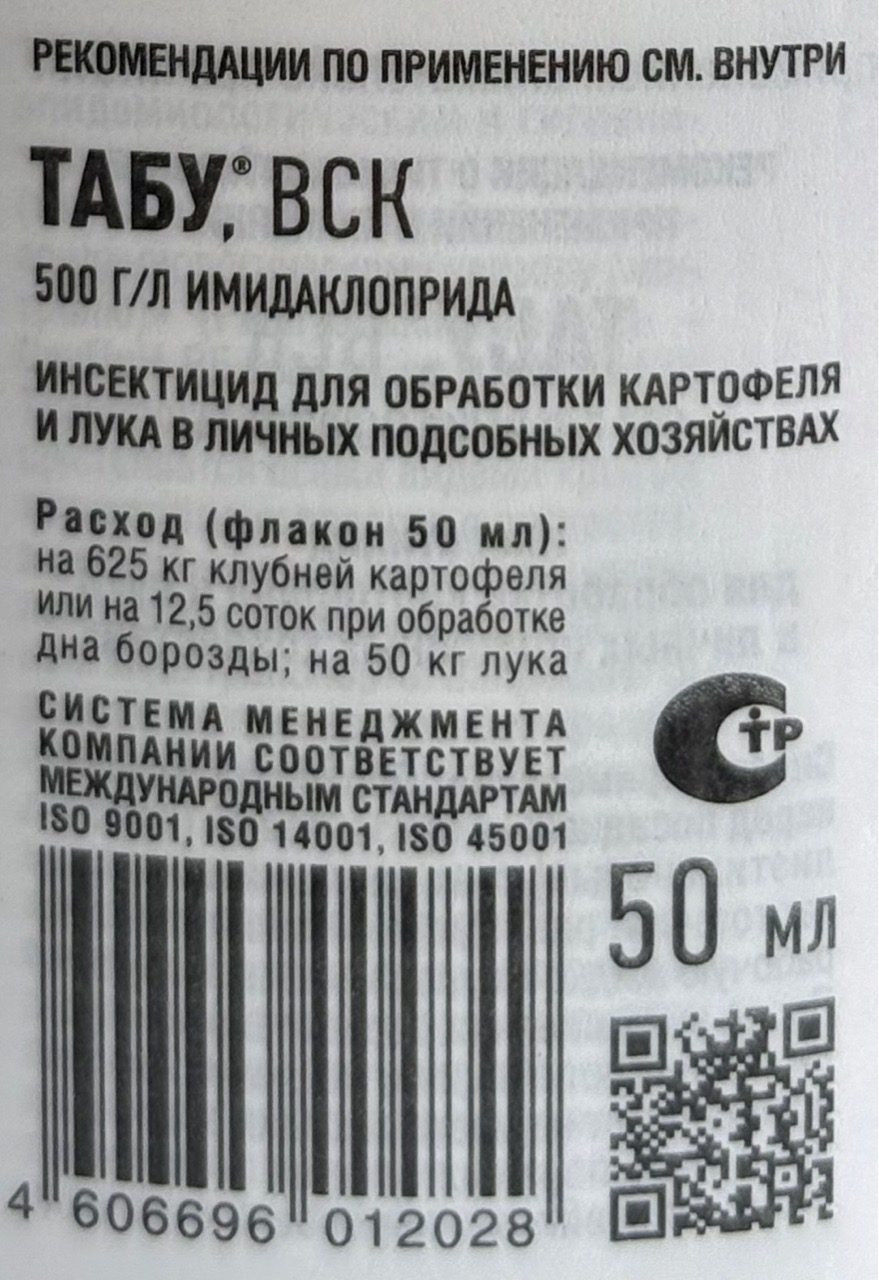 РЕКОМЕНДАЦИИ ПО ПРИМЕНЕНИЮ СМ. ВНУТРИ
ТАБУ®, ВСК
500 Г/Л ИМИДАКЛОПРИДА
ИНСЕКТИЦИД ДЛЯ ОБРАБОТКИ КАРТОФЕЛЯ
И ЛУКА В ЛИЧНЫХ ПОДСОБНЫХ ХОЗЯЙСТВАХ
Расход (флакон 50 мл):
на 625 кг клубней картофеля
или на 12,5 соток при обработке
дна борозды; на 50 кг лука
СИСТЕМА МЕНЕДЖМЕНТА
КОМПАНИИ СООТВЕТСТВУЕТ
МЕЖДУНАРОДНЫМ СТАНДАРТАМ
ISO 9001, ISO 14001, ISO 45001
СТР
50 мл
4 606696 012028